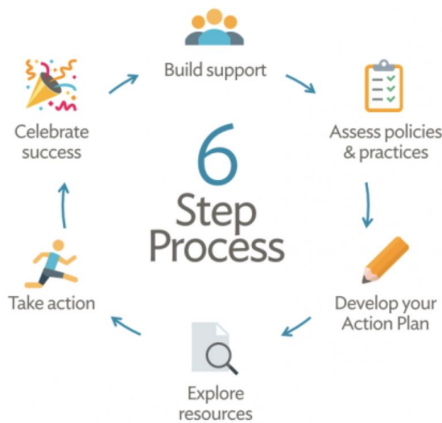 Build support
Assess policies
& practices
Develop your
Action Plan
Explore
resources
Take action
Celebrate
success
6
Step
Process